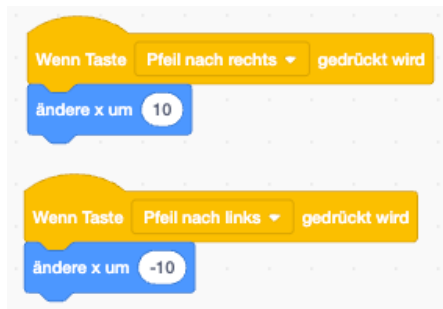 Wenn Taste Pfeil nach rechts gedrückt wird
ändere x um 10
Wenn Taste Pfeil nach links gedrückt wird
ändere x um -10